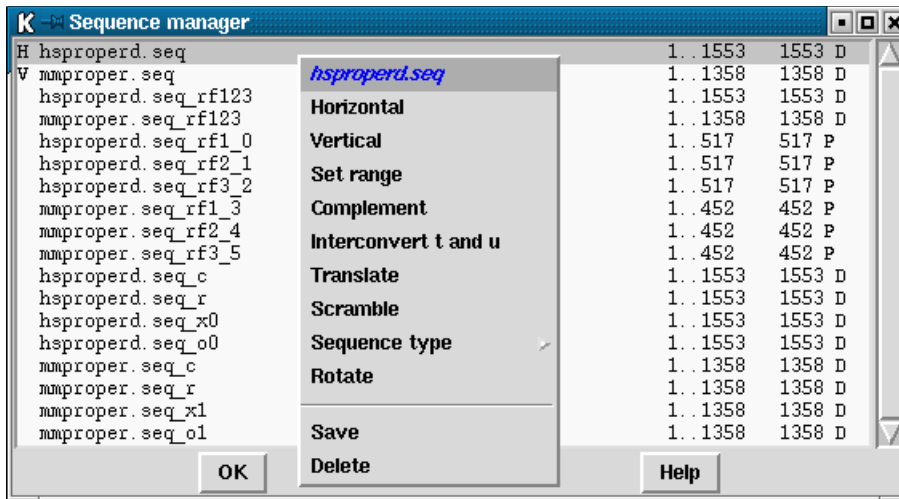 K Sequence manager
H hsproperd.seq 1..1553 1553 D
V mmproper.seq 1..1358 1358 D
hsproperd.seq_rf123 1..1553 1553 D
mmproper.seq_rf123 1..1358 1358 D
hsproperd.seq_rf1_0 1..517 517 P
hsproperd.seq_rf2_1 1..517 517 P
hsproperd.seq_rf3_2 1..517 517 P
mmproper.seq_rf1_3 1..452 452 P
mmproper.seq_rf2_4 1..452 452 P
mmproper.seq_rf3_5 1..452 452 P
hsproperd.seq_c 1..1553 1553 D
hsproperd.seq_r 1..1553 1553 D
hsproperd.seq_x0 1..1553 1553 D
hsproperd.seq_o0 1..1553 1553 D
mmproper.seq_c 1..1358 1358 D
mmproper.seq_r 1..1358 1358 D
mmproper.seq_x1 1..1358 1358 D
mmproper.seq_o1 1..1358 1358 D
hsproperd.seq
Horizontal
Vertical
Set range
Complement
Interconvert t and u
Translate
Scramble
Sequence type
Rotate
Save
Delete
OK
Help